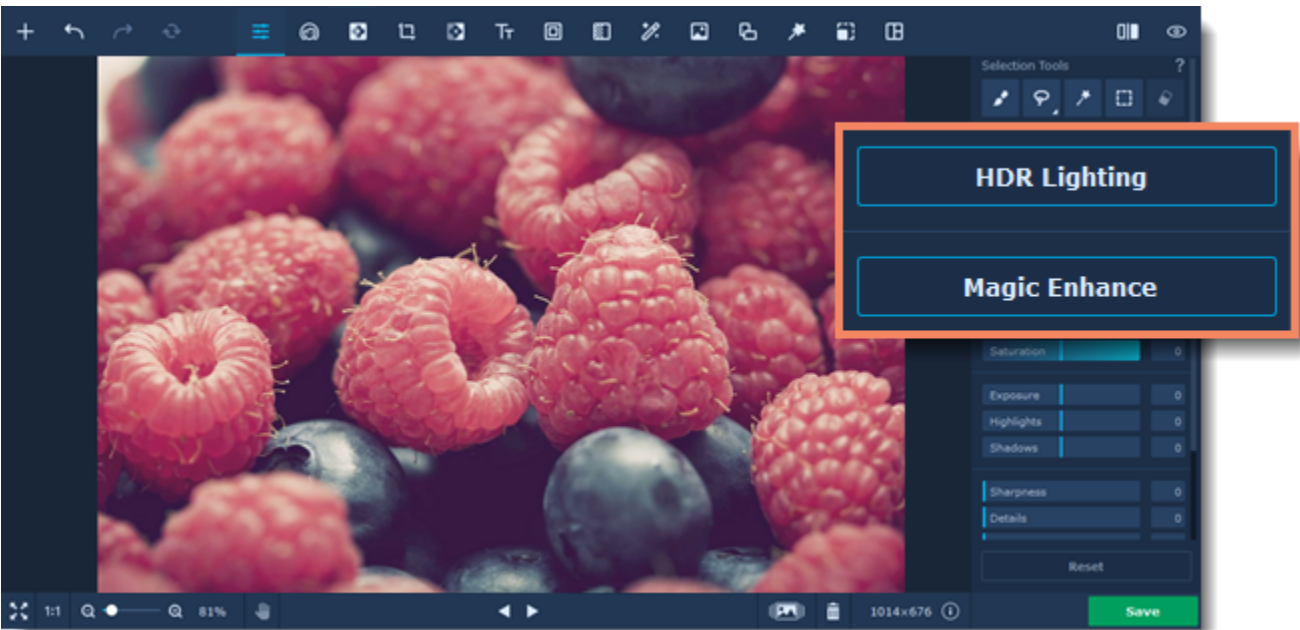 Tт
Selection Tools
?
HDR Lighting
Magic Enhance
Saturation 0
Exposure 0
Highlights 0
Shadows 0
Sharpness 0
Details 0
Reset
1:1 81% 1014×676
Save